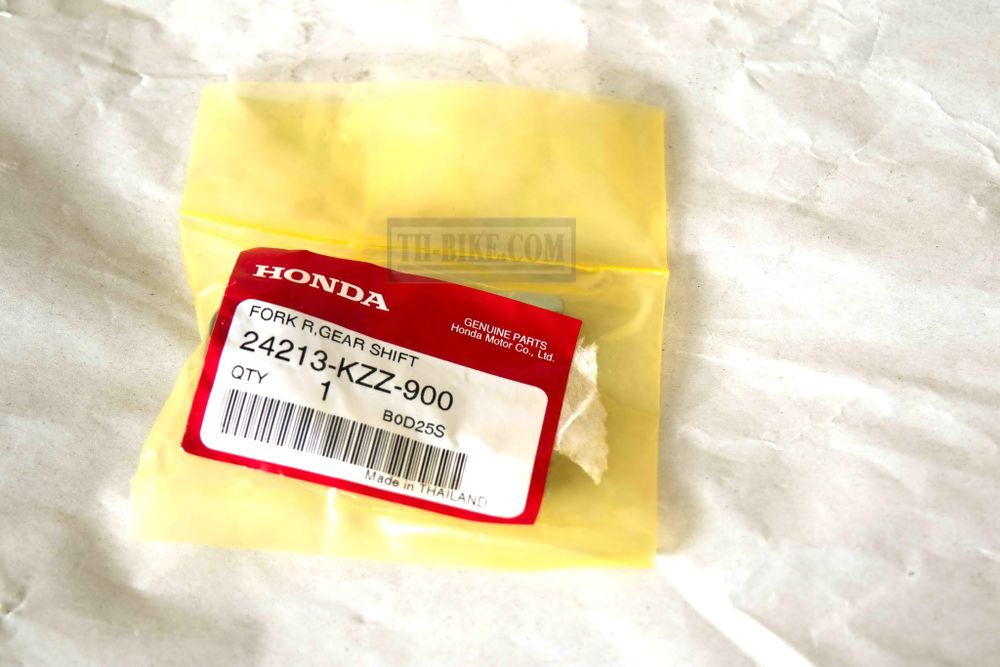 TH-BIKE.COM
HONDA
GENUINE PARTS
Honda Motor Co., Ltd.
FORK R,GEAR SHIFT
24213-KZZ-900
QTY 1
B0D25S
Made in THAILAND